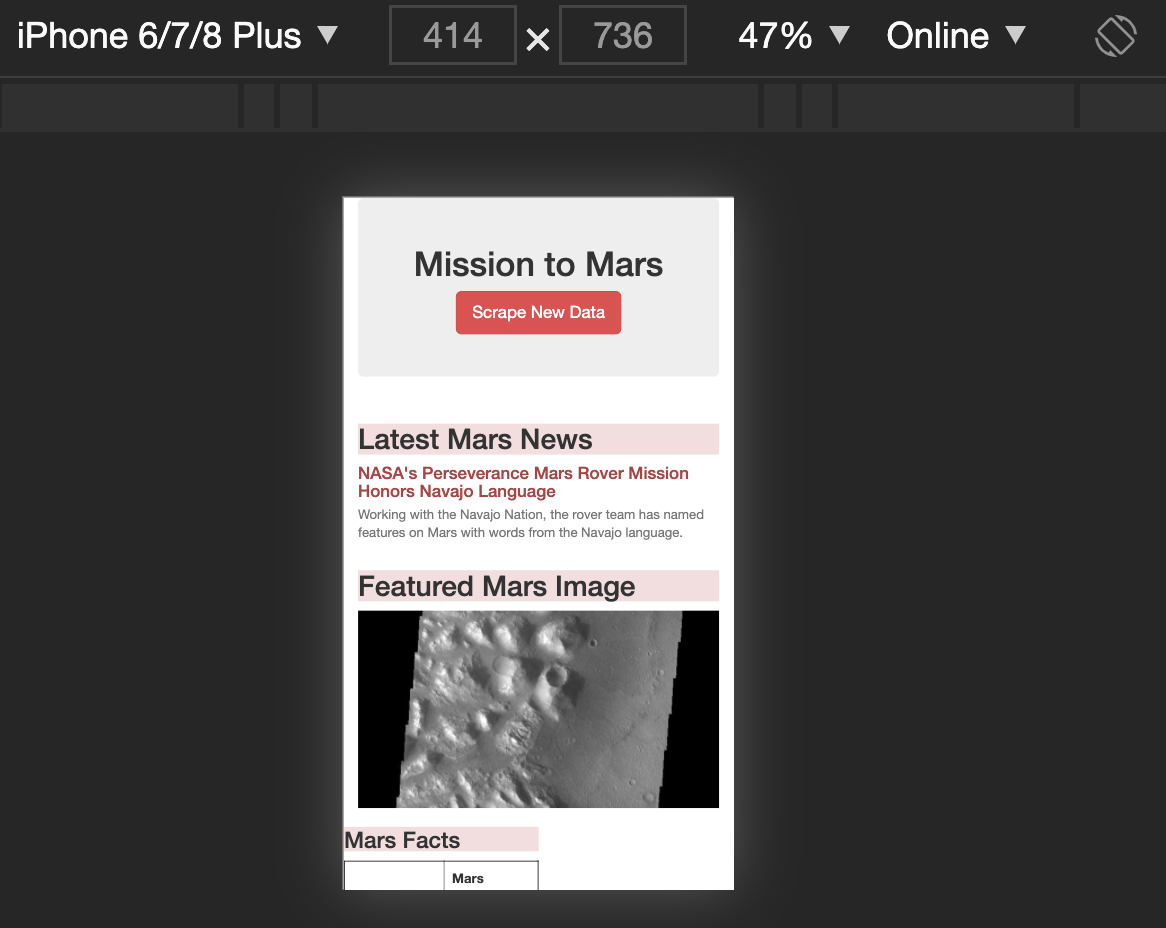 iPhone 6/7/8 Plus ▼ 414 × 736 47% ▼ Online ▼
Mission to Mars
Scrape New Data
Latest Mars News
NASA's Perseverance Mars Rover Mission
Honors Navajo Language
Working with the Navajo Nation, the rover team has named
features on Mars with words from the Navajo language.
Featured Mars Image
Mars Facts
Mars